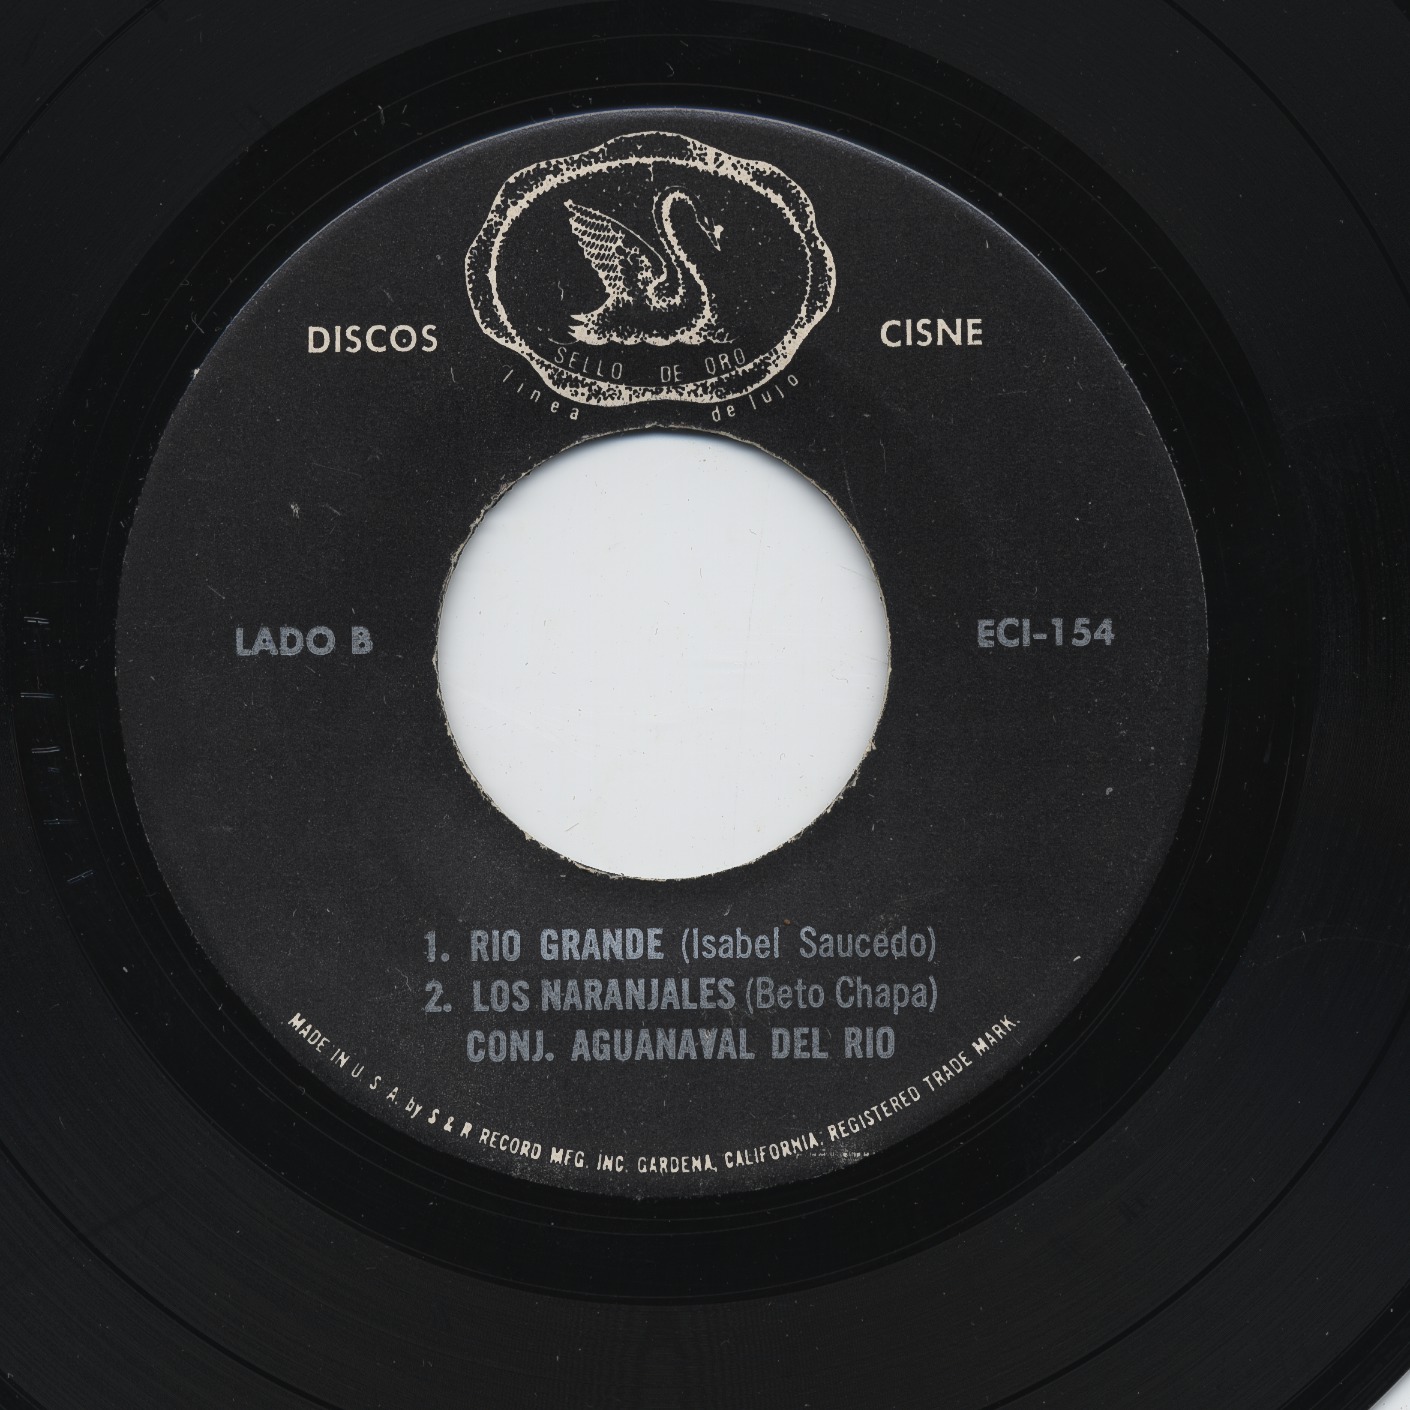 DISCOS
CISNE
SELLO DE ORO
linea de lujo
LADO B
ECI-154
1. RIO GRANDE (Isabel Saucedo)
2. LOS NARANJALES (Beto Chapa)
CONJ. AGUANAVAL DEL RIO
MADE IN U. S. A. by S & R RECORD MFG. INC. GARDENA, CALIFORNIA. REGISTERED TRADE MARK.